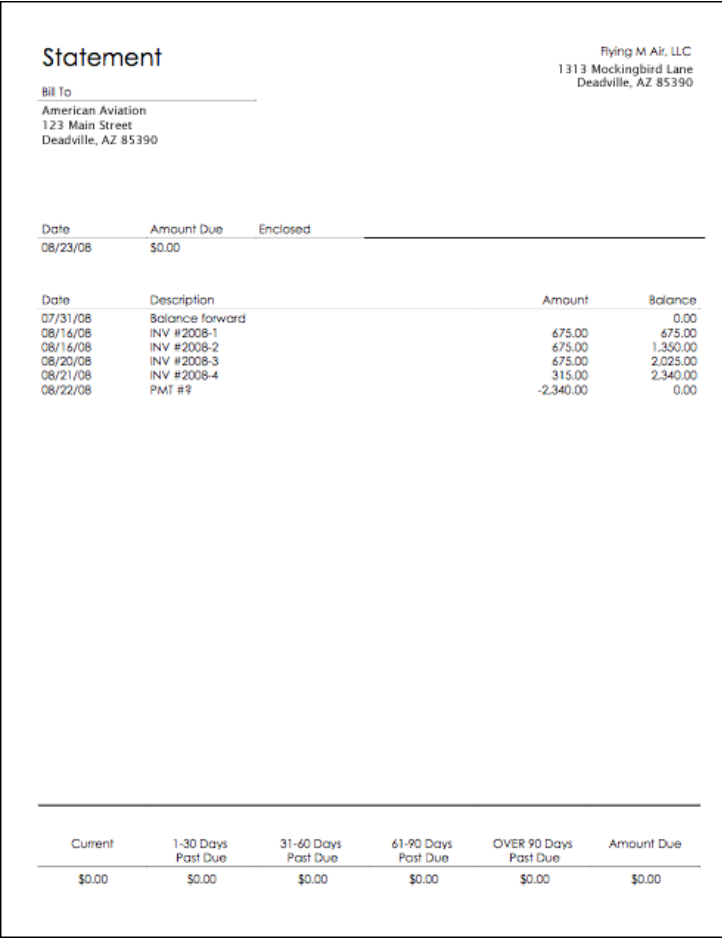 Statement
Flying M Air, LLC
1313 Mockingbird Lane
Deadville, AZ 85390
Bill To
American Aviation
123 Main Street
Deadville, AZ 85390
Date Amount Due Enclosed
08/23/08 $0.00
Date Description Amount Balance
07/31/08 Balance forward 0.00
08/16/08 INV #2008-1 675.00 675.00
08/16/08 INV #2008-2 675.00 1,350.00
08/20/08 INV #2008-3 675.00 2,025.00
08/21/08 INV #2008-4 315.00 2,340.00
08/22/08 PMT #? -2,340.00 0.00
Current 1-30 Days 31-60 Days 61-90 Days OVER 90 Days Amount Due
Past Due Past Due Past Due Past Due
$0.00 $0.00 $0.00 $0.00 $0.00 $0.00